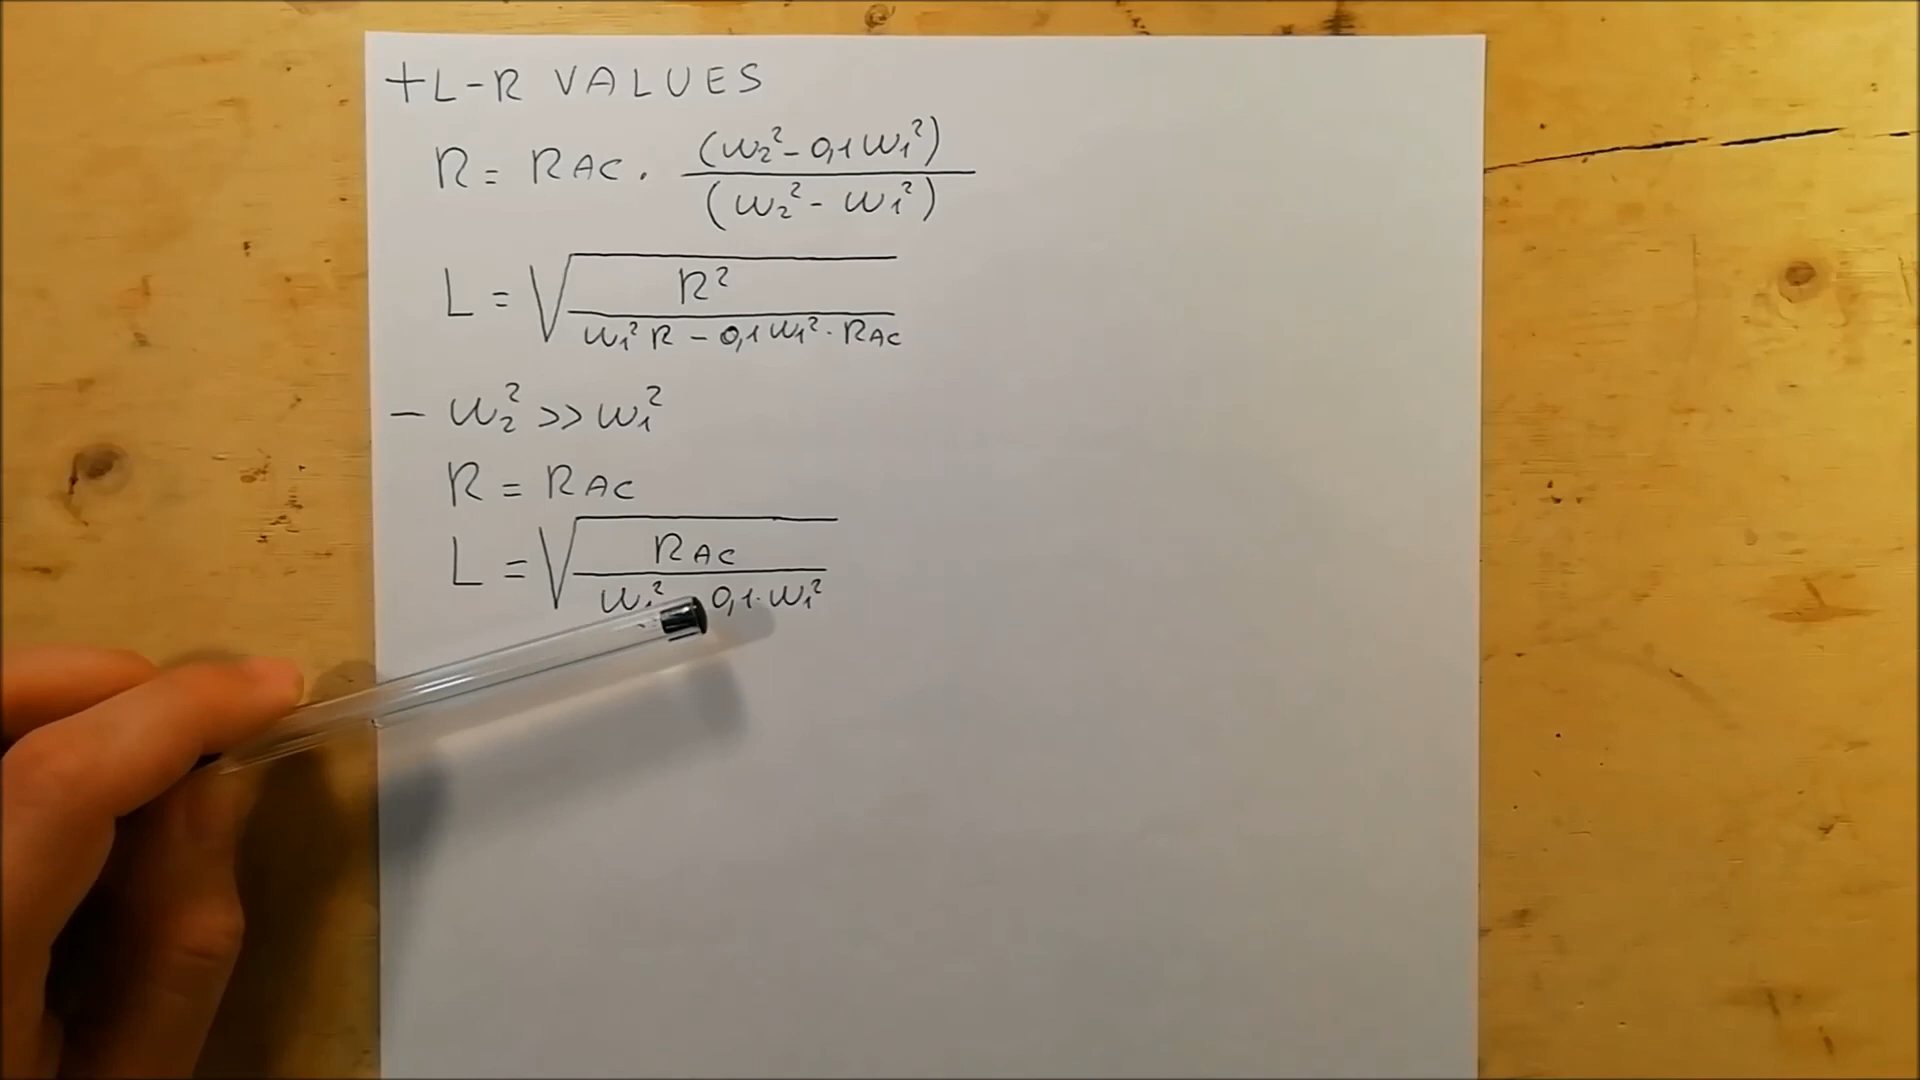 +L-R VALUES
R = RAC · (ω₂² - 0,1 ω₁²) / (ω₂² - ω₁²)
L = √(R² / (ω₁² R - 0,1 ω₁² · RAC))
- ω₂² >> ω₁²
R = RAC
L = √(RAC / (ω₁² 0,1 · ω₁²))